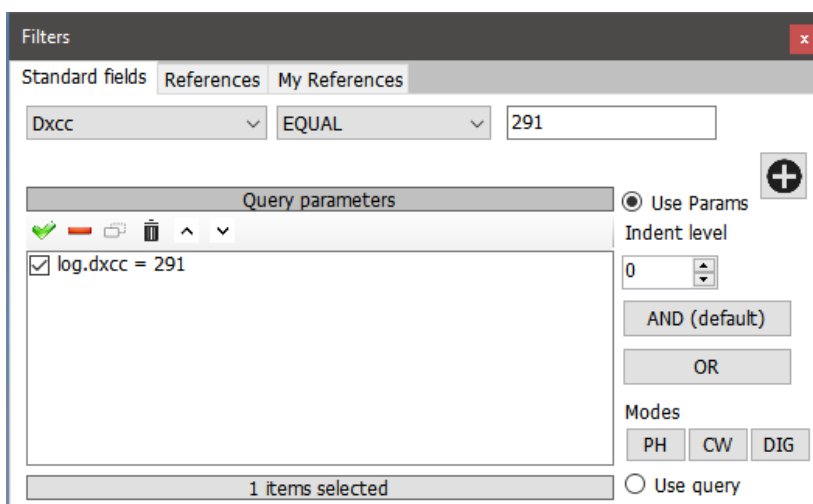 Filters
x
Standard fields References My References
Dxcc EQUAL 291
Query parameters
Use Params
Indent level
log.dxcc = 291
0
AND (default)
OR
Modes
PH CW DIG
1 items selected
Use query